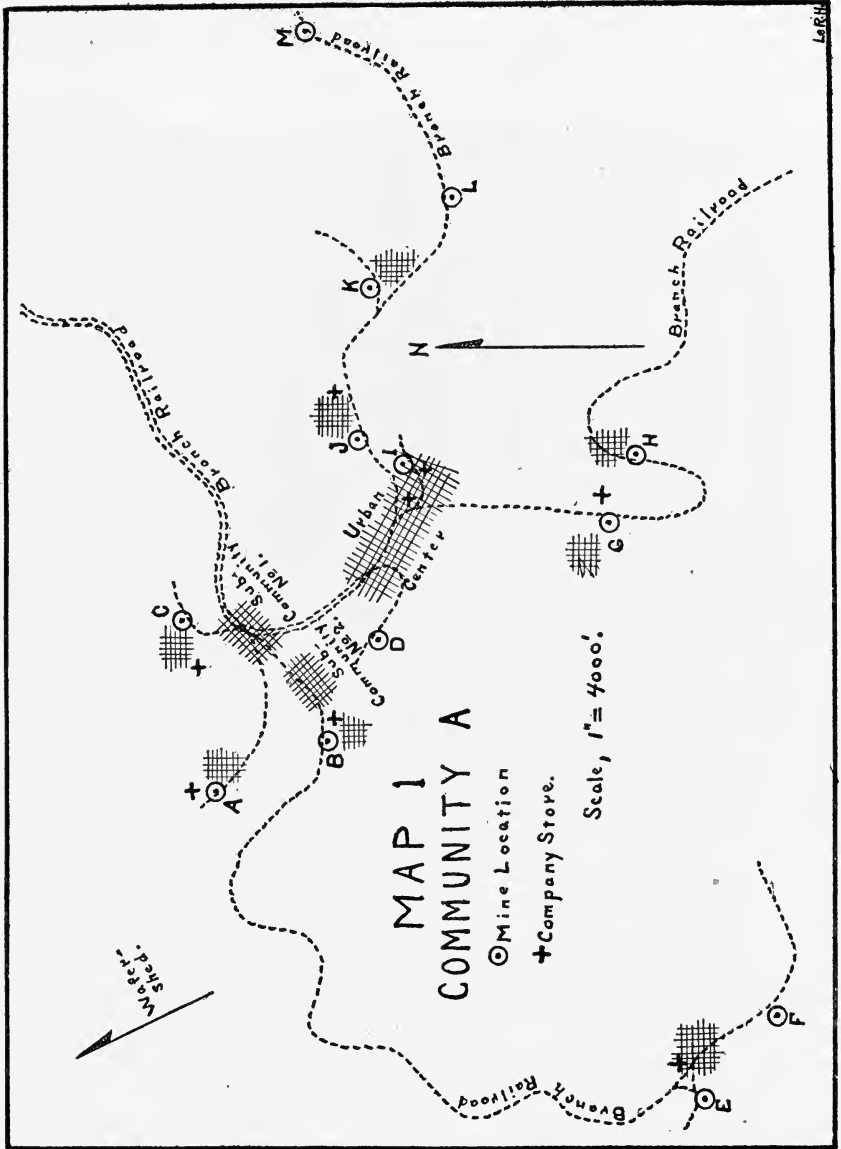 MAP 1
COMMUNITY A
Mine Location
Company Store.
Scale, 1"= 4000'.
N
Water
shed.
Branch Railroad
Sub-
Community
No 1.
Sub-
Community
No 2.
Urban
Center
Branch Railroad
Branch Railroad
Branch
Railroad
A
B
C
D
E
F
G
H
I
J
K
L
M